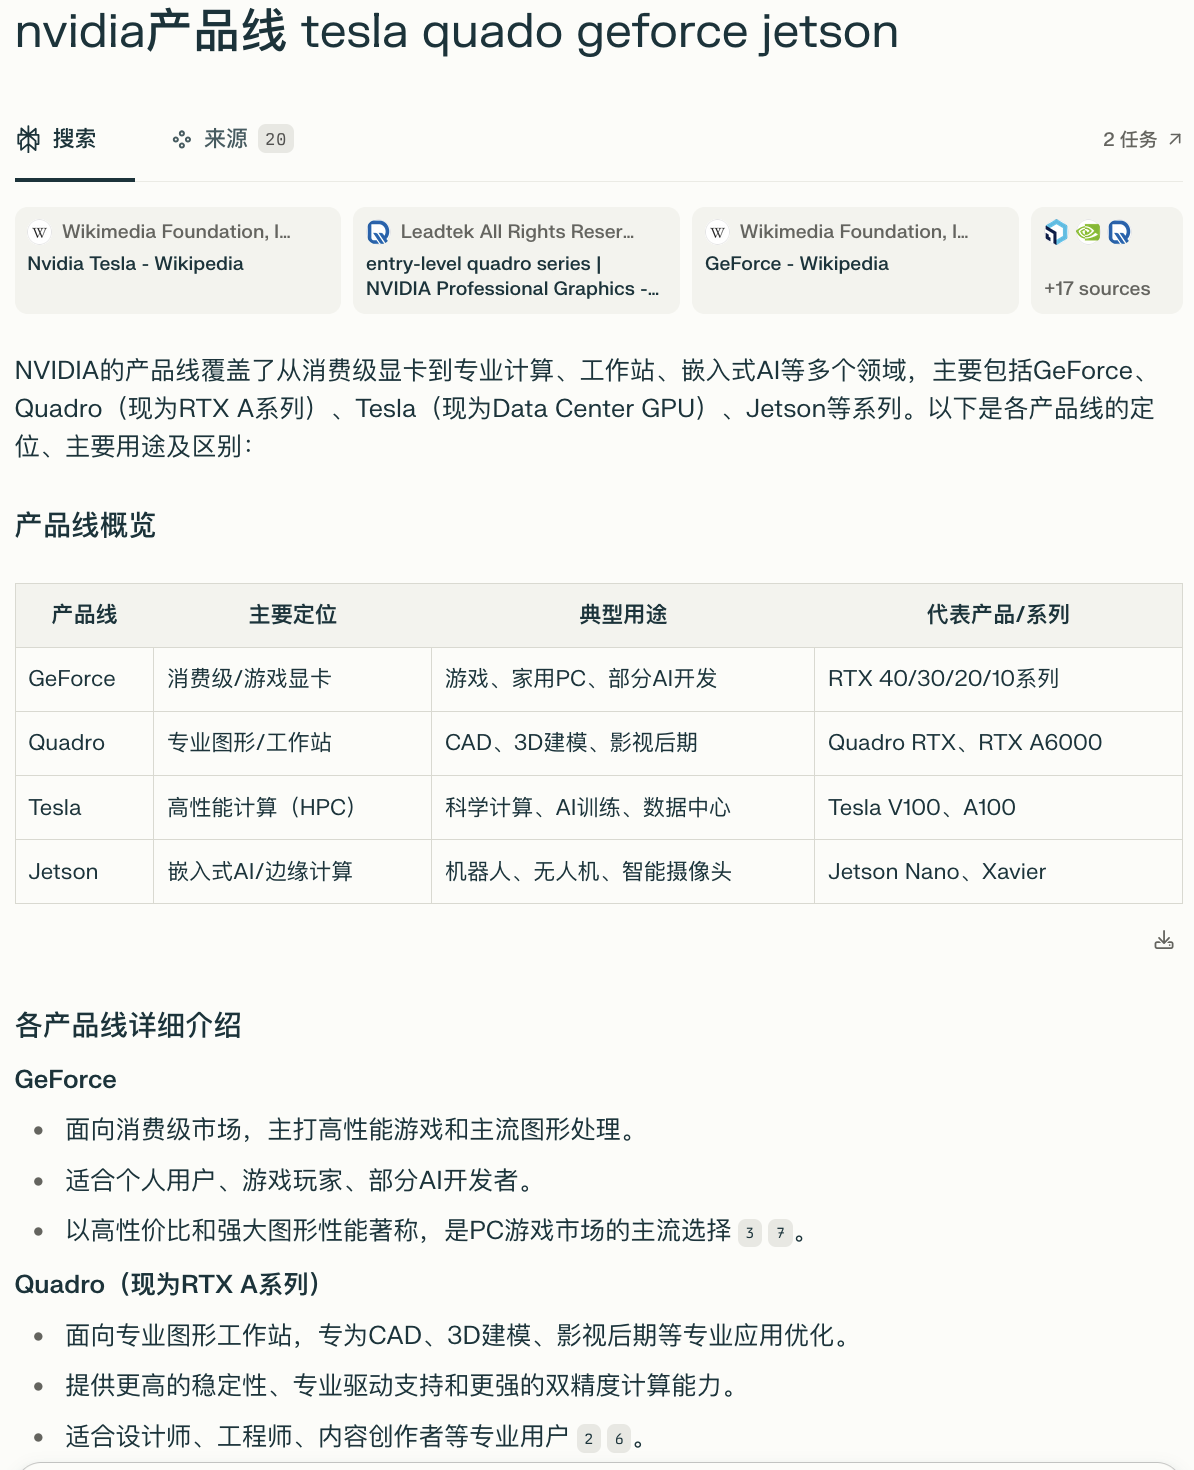 nvidia产品线 tesla quado geforce jetson
搜索
来源 20
2 任务
Wikimedia Foundation, I...
Nvidia Tesla - Wikipedia
Leadtek All Rights Reser...
entry-level quadro series |
NVIDIA Professional Graphics -...
Wikimedia Foundation, I...
GeForce - Wikipedia
+17 sources
NVIDIA的产品线覆盖了从消费级显卡到专业计算、工作站、嵌入式AI等多个领域，主要包括GeForce、
Quadro（现为RTX A系列）、Tesla（现为Data Center GPU）、Jetson等系列。以下是各产品线的定
位、主要用途及区别：
产品线概览
产品线 主要定位 典型用途 代表产品/系列
GeForce 消费级/游戏显卡 游戏、家用PC、部分AI开发 RTX 40/30/20/10系列
Quadro 专业图形/工作站 CAD、3D建模、影视后期 Quadro RTX、RTX A6000
Tesla 高性能计算（HPC） 科学计算、AI训练、数据中心 Tesla V100、A100
Jetson 嵌入式AI/边缘计算 机器人、无人机、智能摄像头 Jetson Nano、Xavier
各产品线详细介绍
GeForce
• 面向消费级市场，主打高性能游戏和主流图形处理。
• 适合个人用户、游戏玩家、部分AI开发者。
• 以高性价比和强大图形性能著称，是PC游戏市场的主流选择 3 7。
Quadro（现为RTX A系列）
• 面向专业图形工作站，专为CAD、3D建模、影视后期等专业应用优化。
• 提供更高的稳定性、专业驱动支持和更强的双精度计算能力。
• 适合设计师、工程师、内容创作者等专业用户 2 6。